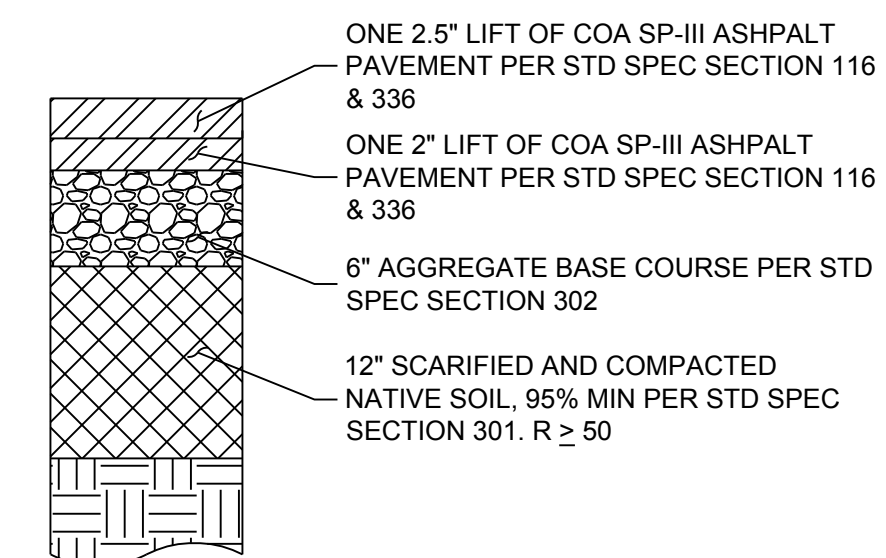 ONE 2.5" LIFT OF COA SP-III ASHPALT
PAVEMENT PER STD SPEC SECTION 116
& 336
ONE 2" LIFT OF COA SP-III ASHPALT
PAVEMENT PER STD SPEC SECTION 116
& 336
6" AGGREGATE BASE COURSE PER STD
SPEC SECTION 302
12" SCARIFIED AND COMPACTED
NATIVE SOIL, 95% MIN PER STD SPEC
SECTION 301. R ≥ 50